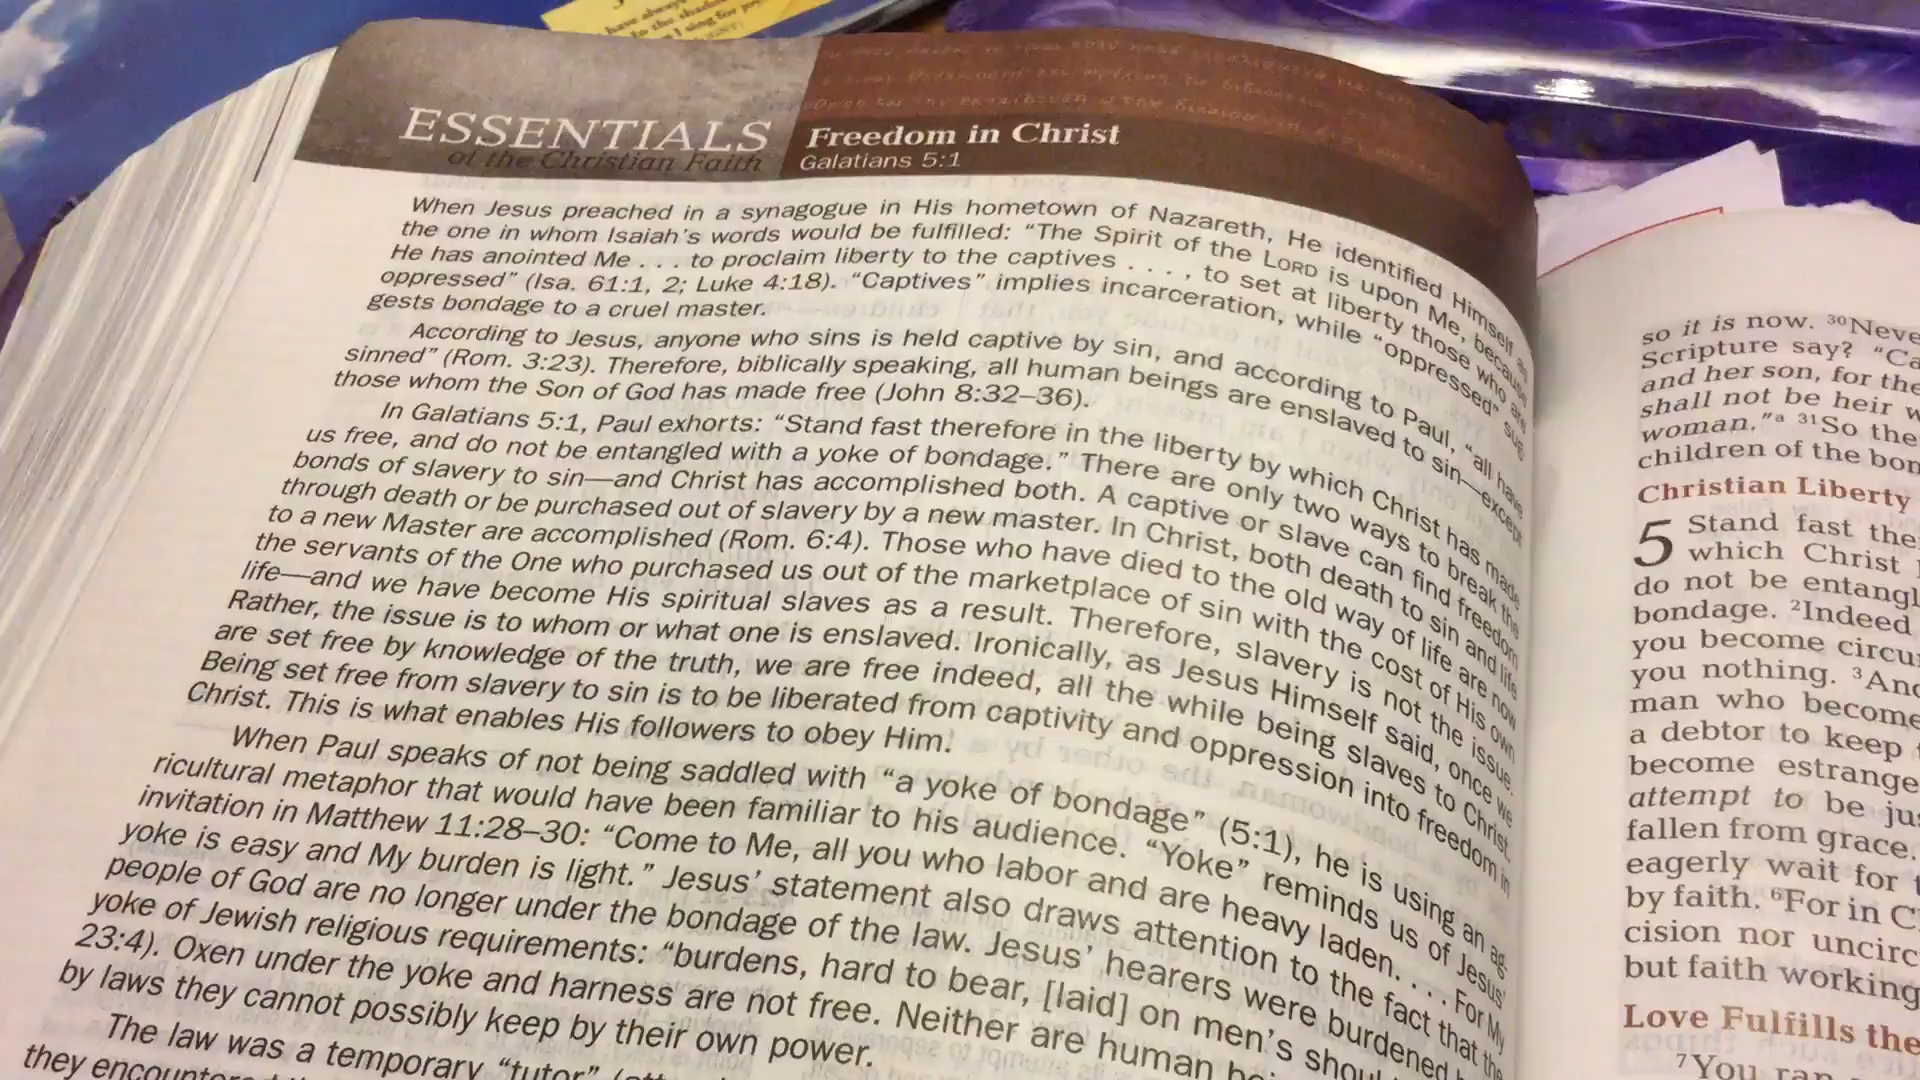 have always
to the shadow
I sing for joy
ESSENTIALS
of the Christian Faith
Freedom in Christ
Galatians 5:1
When Jesus preached in a synagogue in His hometown of Nazareth, He identified Himself as
the one in whom Isaiah's words would be fulfilled: “The Spirit of the LORD is upon Me, because
He has anointed Me . . . to proclaim liberty to the captives . . . , to set at liberty those who are
oppressed” (Isa. 61:1, 2; Luke 4:18). “Captives” implies incarceration, while “oppressed” sug
gests bondage to a cruel master.
According to Jesus, anyone who sins is held captive by sin, and according to Paul, “all have
sinned” (Rom. 3:23). Therefore, biblically speaking, all human beings are enslaved to sin—except
those whom the Son of God has made free (John 8:32–36).
In Galatians 5:1, Paul exhorts: “Stand fast therefore in the liberty by which Christ has made
us free, and do not be entangled with a yoke of bondage.” There are only two ways to break the
bonds of slavery to sin—and Christ has accomplished both. A captive or slave can find freedom
through death or be purchased out of slavery by a new master. In Christ, both death to sin and life
to a new Master are accomplished (Rom. 6:4). Those who have died to the old way of life are now
the servants of the One who purchased us out of the marketplace of sin with the cost of His own
life—and we have become His spiritual slaves as a result. Therefore, slavery is not the issue.
Rather, the issue is to whom or what one is enslaved. Ironically, as Jesus Himself said, once we
are set free by knowledge of the truth, we are free indeed, all the while being slaves to Christ.
Being set free from slavery to sin is to be liberated from captivity and oppression into freedom in
Christ. This is what enables His followers to obey Him.
When Paul speaks of not being saddled with “a yoke of bondage” (5:1), he is using an ag
ricultural metaphor that would have been familiar to his audience. “Yoke” reminds us of Jesus'
invitation in Matthew 11:28–30: “Come to Me, all you who labor and are heavy laden. . . . For My
yoke is easy and My burden is light.” Jesus' statement also draws attention to the fact that the
people of God are no longer under the bondage of the law. Jesus' hearers were burdened
yoke of Jewish religious requirements: “burdens, hard to bear, [laid] on men's shoul
23:4). Oxen under the yoke and harness are not free. Neither are human
by laws they cannot possibly keep by their own power.
The law was a temporary “tutor”
they encountered
so it is now. 30Neve
Scripture say? “Ca
and her son, for the
shall not be heir w
woman.”a 31So the
children of the bon
Christian Liberty
5 Stand fast the
which Christ
do not be entangl
bondage. 2Indeed
you become circu
you nothing. 3And
man who become
a debtor to keep
become estrange
attempt to be jus
fallen from grace.
eagerly wait for
by faith. 6For in C
cision nor uncirc
but faith working
Love Fulfills the
7You ran